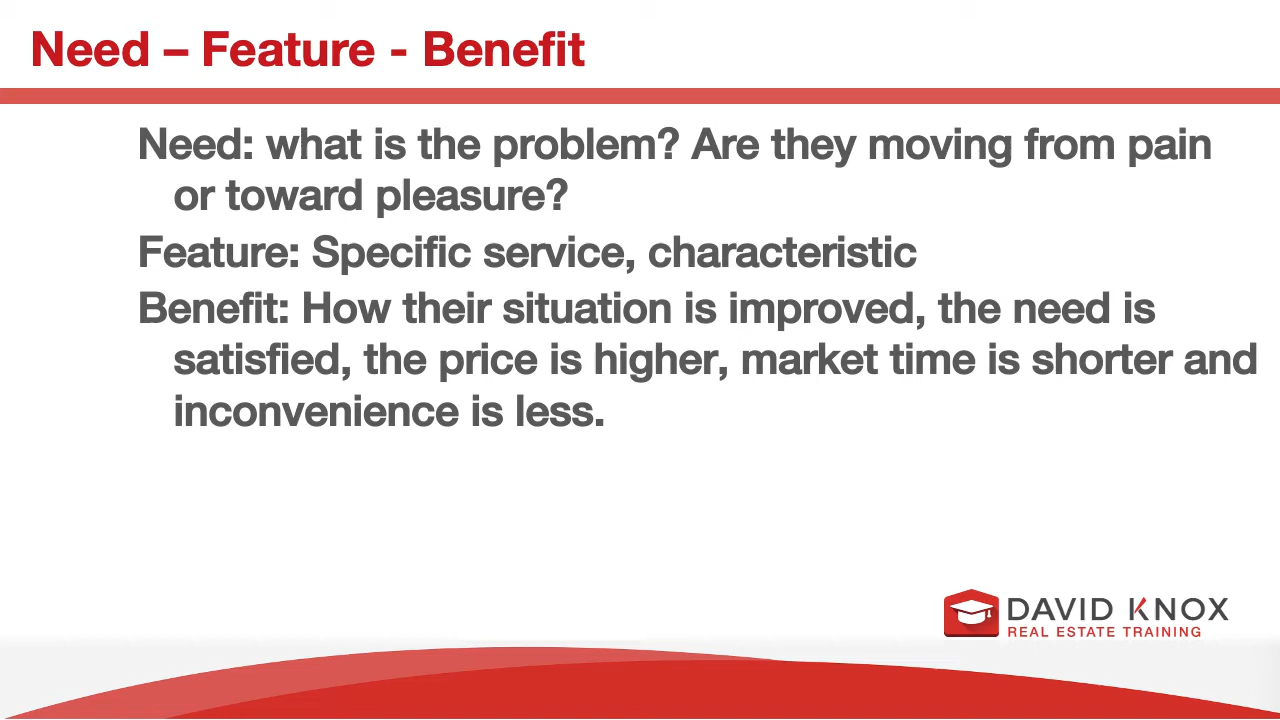 Need – Feature - Benefit
Need: what is the problem? Are they moving from pain
or toward pleasure?
Feature: Specific service, characteristic
Benefit: How their situation is improved, the need is
satisfied, the price is higher, market time is shorter and
inconvenience is less.
DAVID KNOX
REAL ESTATE TRAINING